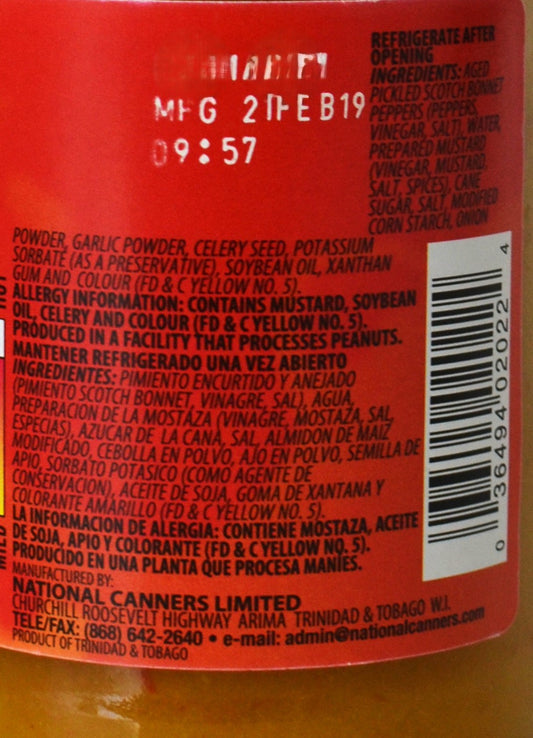 REFRIGERATE AFTER
OPENING
INGREDIENTS: AGED
PICKLED SCOTCH BONNET
PEPPERS (PEPPERS,
VINEGAR, SALT), WATER,
PREPARED MUSTARD
(VINEGAR, MUSTARD,
SALT, SPICES), CANE
SUGAR, SALT, MODIFIED
CORN STARCH, ONION
POWDER, GARLIC POWDER, CELERY SEED, POTASSIUM
SORBATE (AS A PRESERVATIVE), SOYBEAN OIL, XANTHAN
GUM AND COLOUR (FD & C YELLOW NO. 5).
ALLERGY INFORMATION: CONTAINS MUSTARD, SOYBEAN
OIL, CELERY AND COLOUR (FD & C YELLOW NO. 5).
PRODUCED IN A FACILITY THAT PROCESSES PEANUTS.
MANTENER REFRIGERADO UNA VEZ ABIERTO
INGREDIENTES: PIMIENTO ENCURTIDO Y ANEJADO
(PIMIENTO SCOTCH BONNET, VINAGRE, SAL), AGUA,
PREPARACION DE LA MOSTAZA (VINAGRE, MOSTAZA, SAL,
ESPECIAS), AZUCAR DE LA CANA, SAL, ALMIDON DE MAIZ
MODIFICADO, CEBOLLA EN POLVO, AJO EN POLVO, SEMILLA DE
APIO, SORBATO POTASICO (COMO AGENTE DE
CONSERVACION), ACEITE DE SOJA, GOMA DE XANTANA Y
COLORANTE AMARILLO (FD & C YELLOW NO. 5).
LA INFORMACION DE ALERGIA: CONTIENE MOSTAZA, ACEITE
DE SOJA, APIO Y COLORANTE (FD & C YELLOW NO. 5).
PRODUCIDO EN UNA PLANTA QUE PROCESA MANÍES.
MANUFACTURED BY:
NATIONAL CANNERS LIMITED
CHURCHILL ROOSEVELT HIGHWAY ARIMA TRINIDAD & TOBAGO W.I.
TELE/FAX: (868) 642-2640 • e-mail: admin@nationalcanners.com
PRODUCT OF TRINIDAD & TOBAGO
MFG 21FEB19
09:57
0 36494 02022 4
MILD
HOT